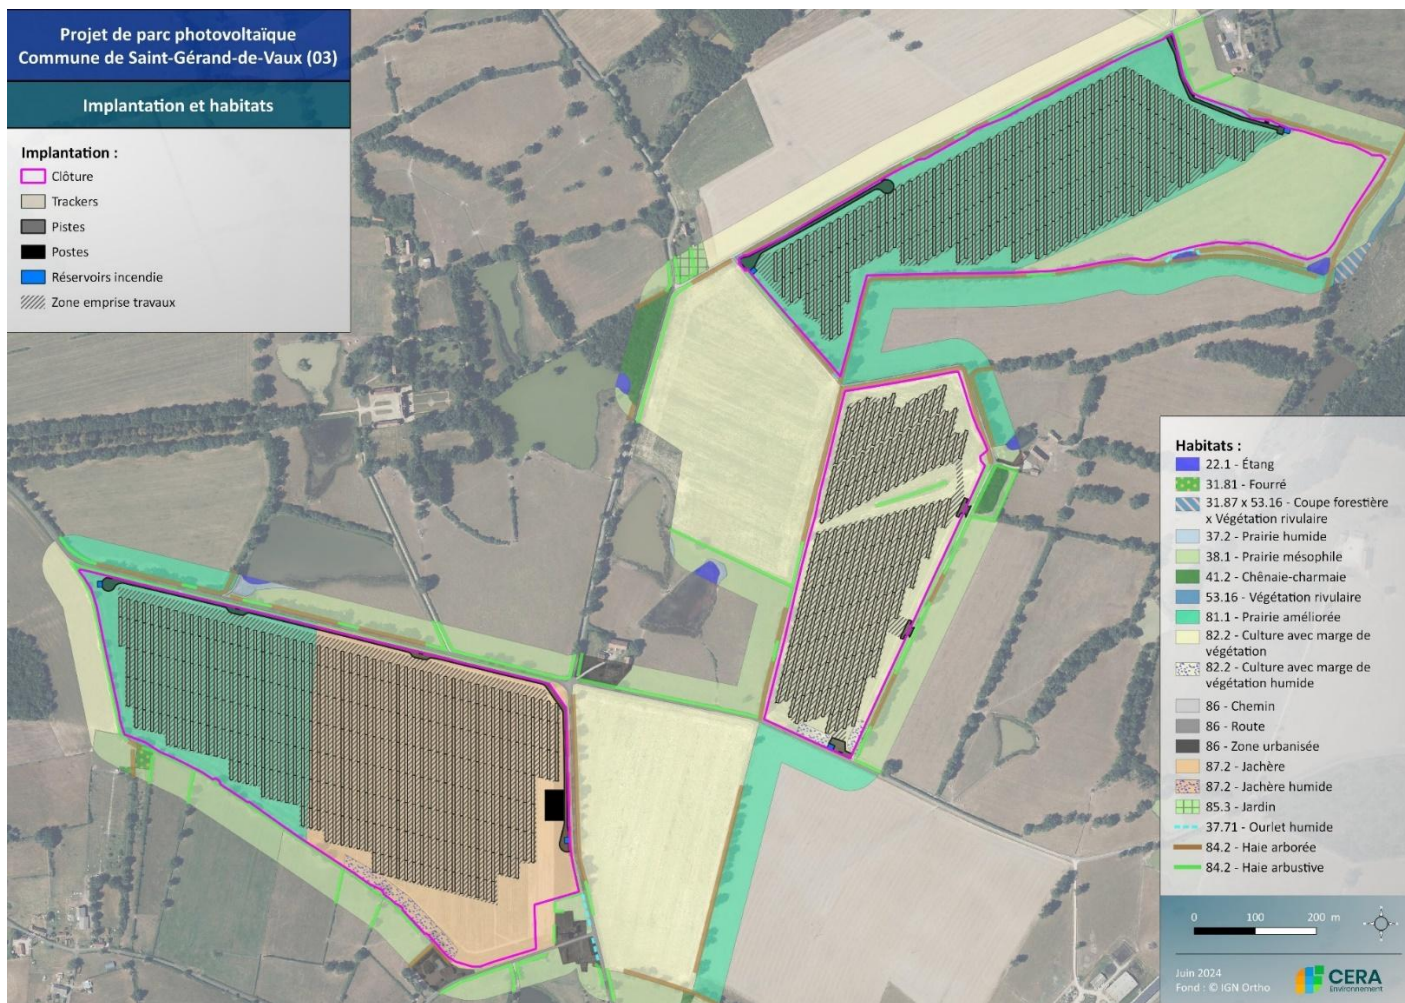 Projet de parc photovoltaïque
Commune de Saint-Gérand-de-Vaux (03)
Implantation et habitats
Implantation :
Clôture
Trackers
Pistes
Postes
Réservoirs incendie
Zone emprise travaux
Habitats :
22.1 - Étang
31.81 - Fourré
31.87 x 53.16 - Coupe forestière
x Végétation rivulaire
37.2 - Prairie humide
38.1 - Prairie mésophile
41.2 - Chênaie-charmaie
53.16 - Végétation rivulaire
81.1 - Prairie améliorée
82.2 - Culture avec marge de
végétation
82.2 - Culture avec marge de
végétation humide
86 - Chemin
86 - Route
86 - Zone urbanisée
87.2 - Jachère
87.2 - Jachère humide
85.3 - Jardin
37.71 - Ourlet humide
84.2 - Haie arborée
84.2 - Haie arbustive
0 100 200 m
Juin 2024
Fond : © IGN Ortho
CERA
Environnement